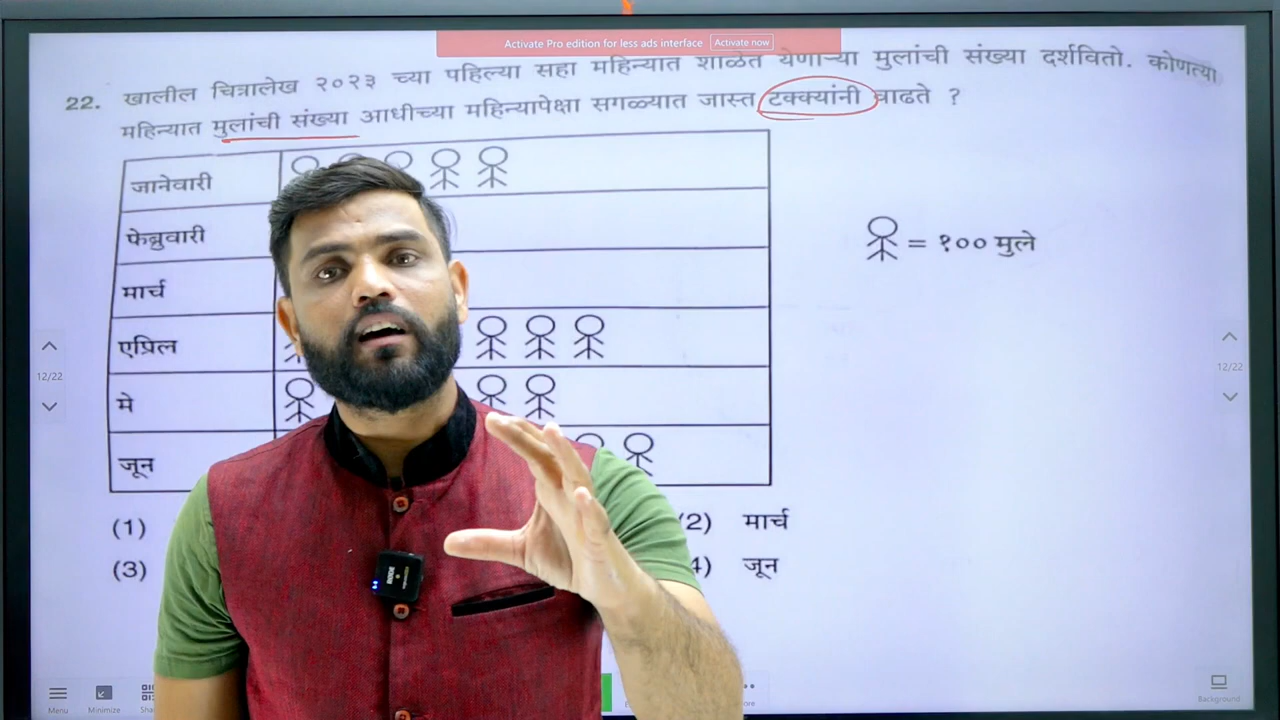 Activate Pro edition for less ads interface Activate now
22. खालील चित्रालेख २०२३ च्या पहिल्या सहा महिन्यात शाळेत येणाऱ्या मुलांची संख्या दर्शवितो. कोणत्या
महिन्यात मुलांची संख्या आधीच्या महिन्यापेक्षा सगळ्यात जास्त टक्क्यांनी वाढते ?
जानेवारी
फेब्रुवारी
= १०० मुले
मार्च
एप्रिल
12/22
12/22
मे
जून
(1)
(2) मार्च
(3)
4) जून
RODE
Menu
Minimize
Background